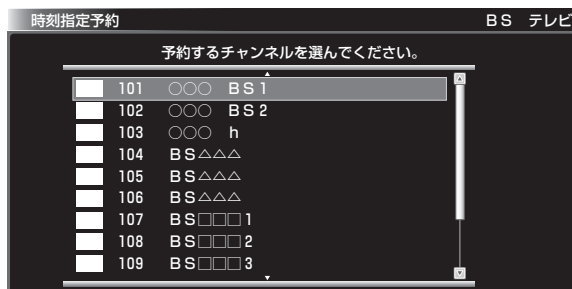 時刻指定予約 BS テレビ
予約するチャンネルを選んでください。
101 ○○○ BS1
102 ○○○ BS2
103 ○○○ h
104 BS△△△
105 BS△△△
106 BS△△△
107 BS□□□1
108 BS□□□2
109 BS□□□3